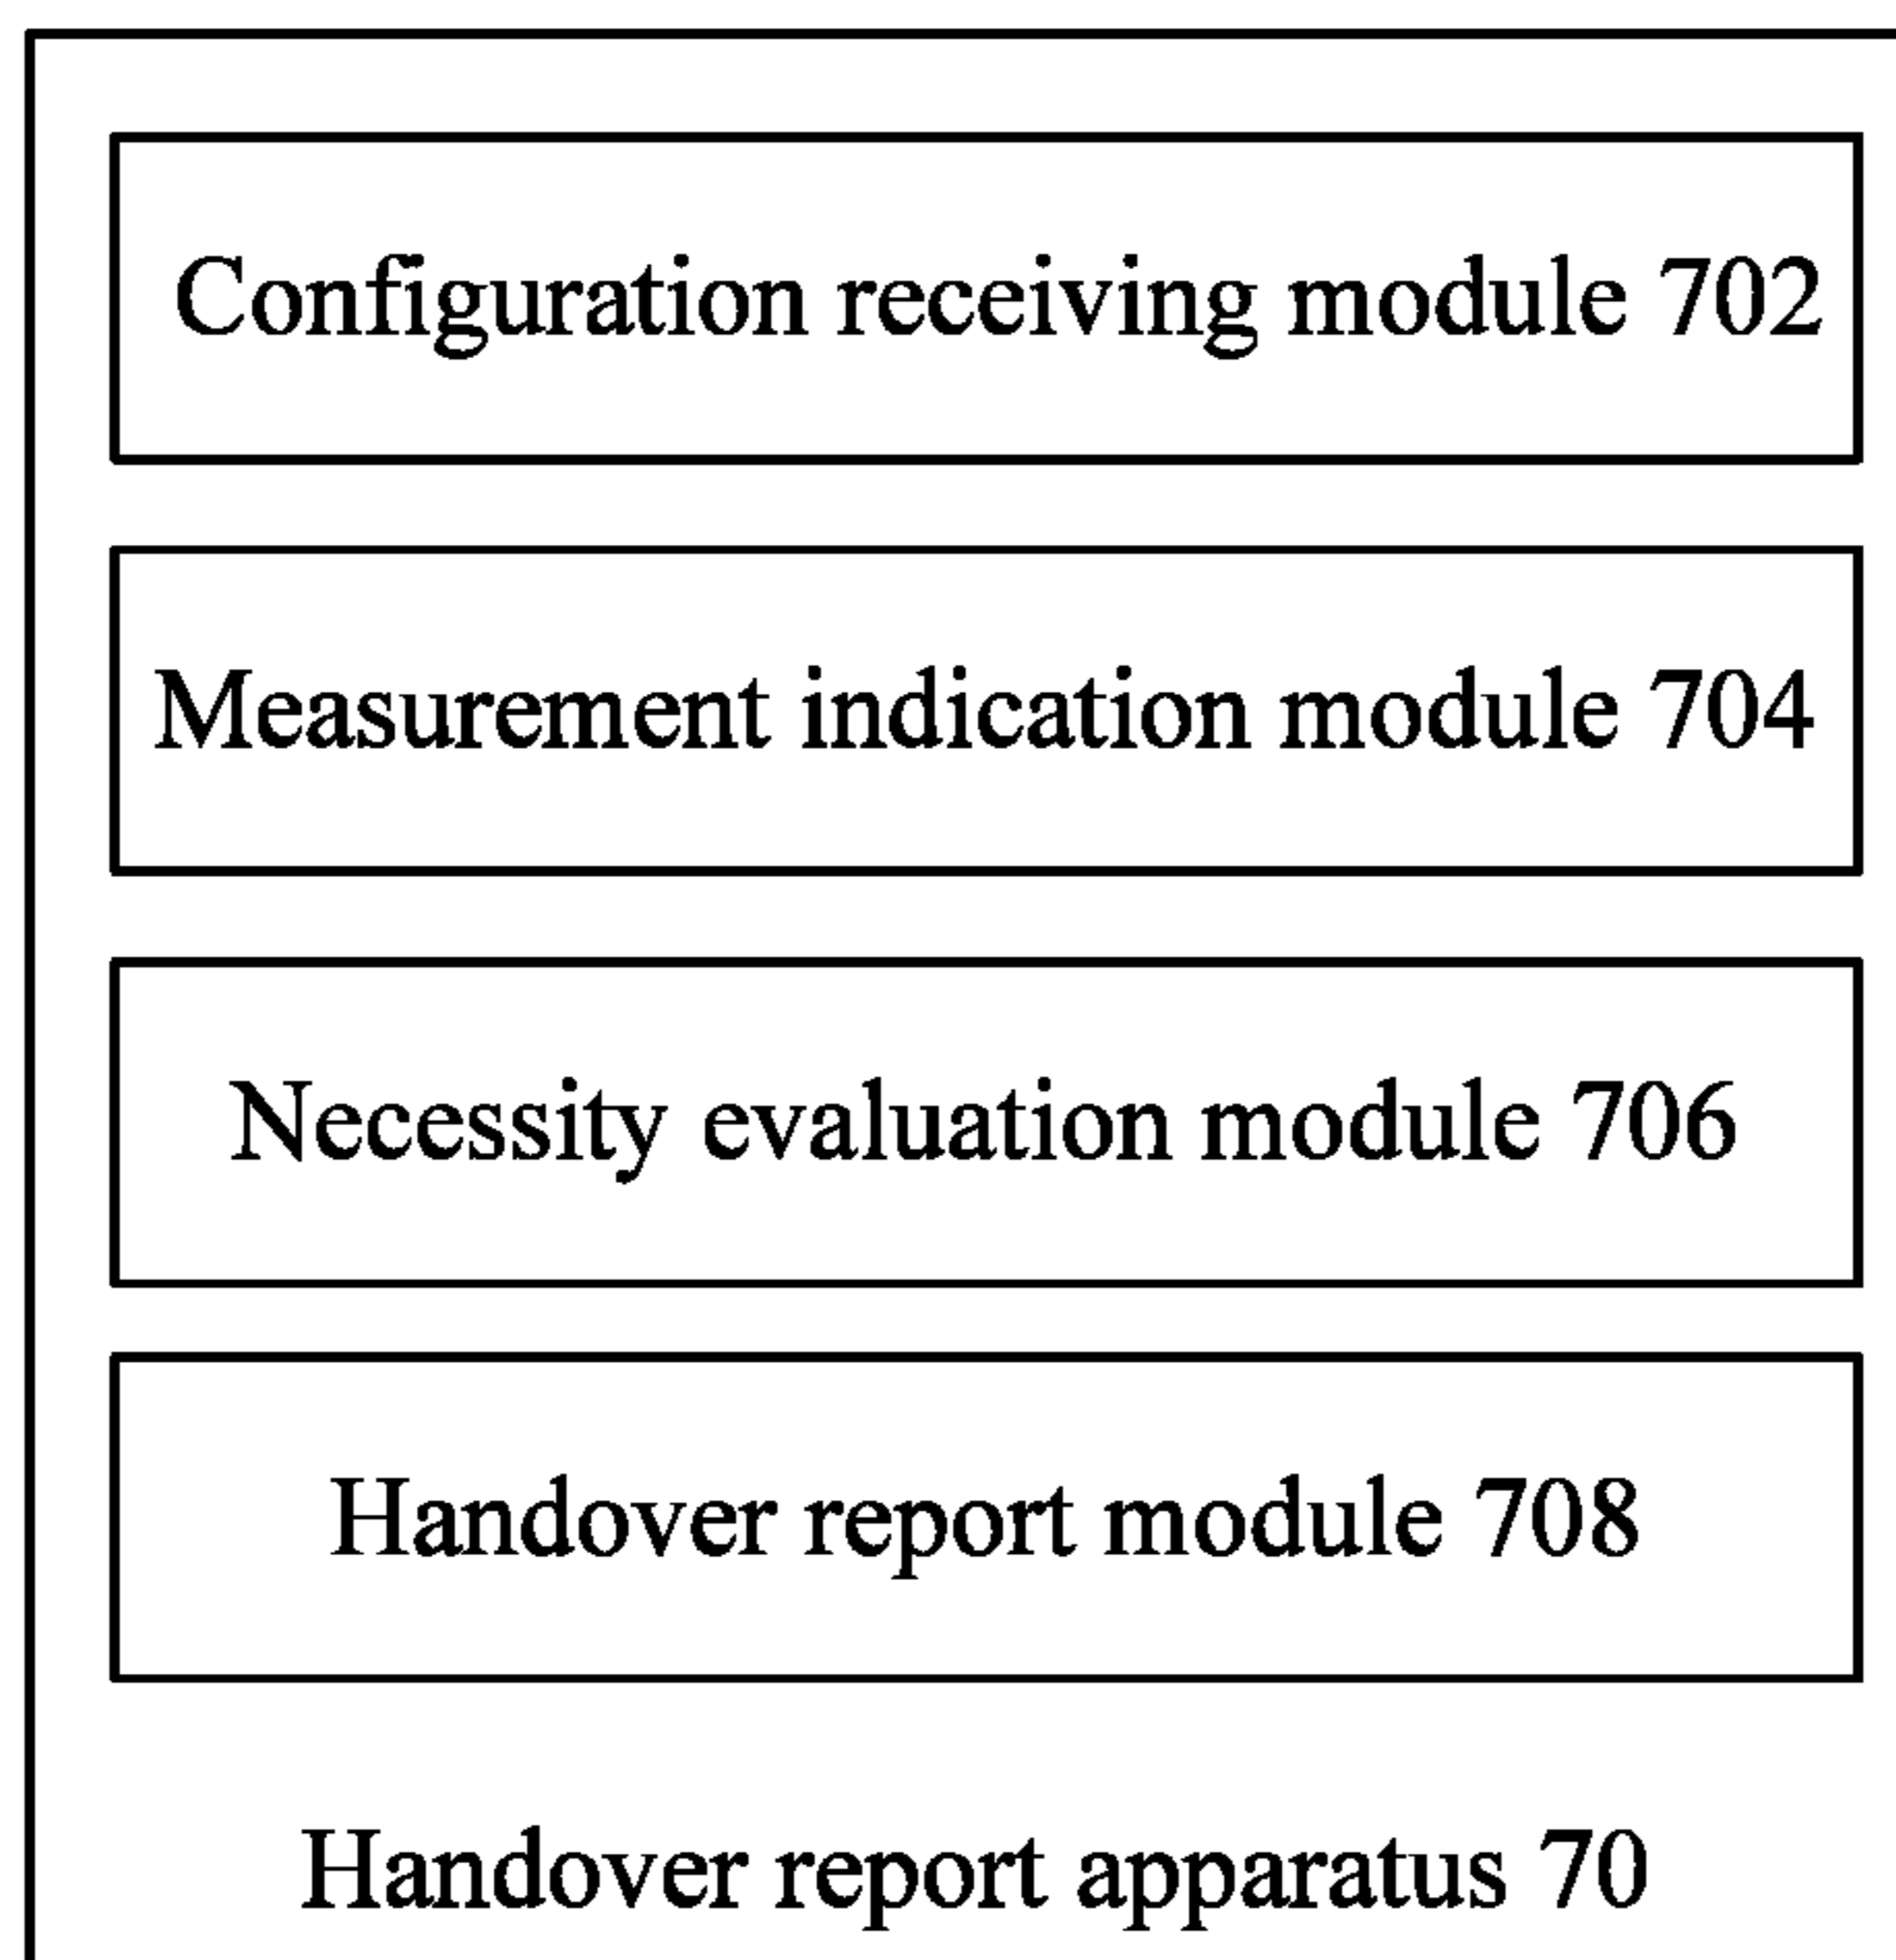 Configuration receiving module 702
Measurement indication module 704
Necessity evaluation module 706
Handover report module 708
Handover report apparatus 70